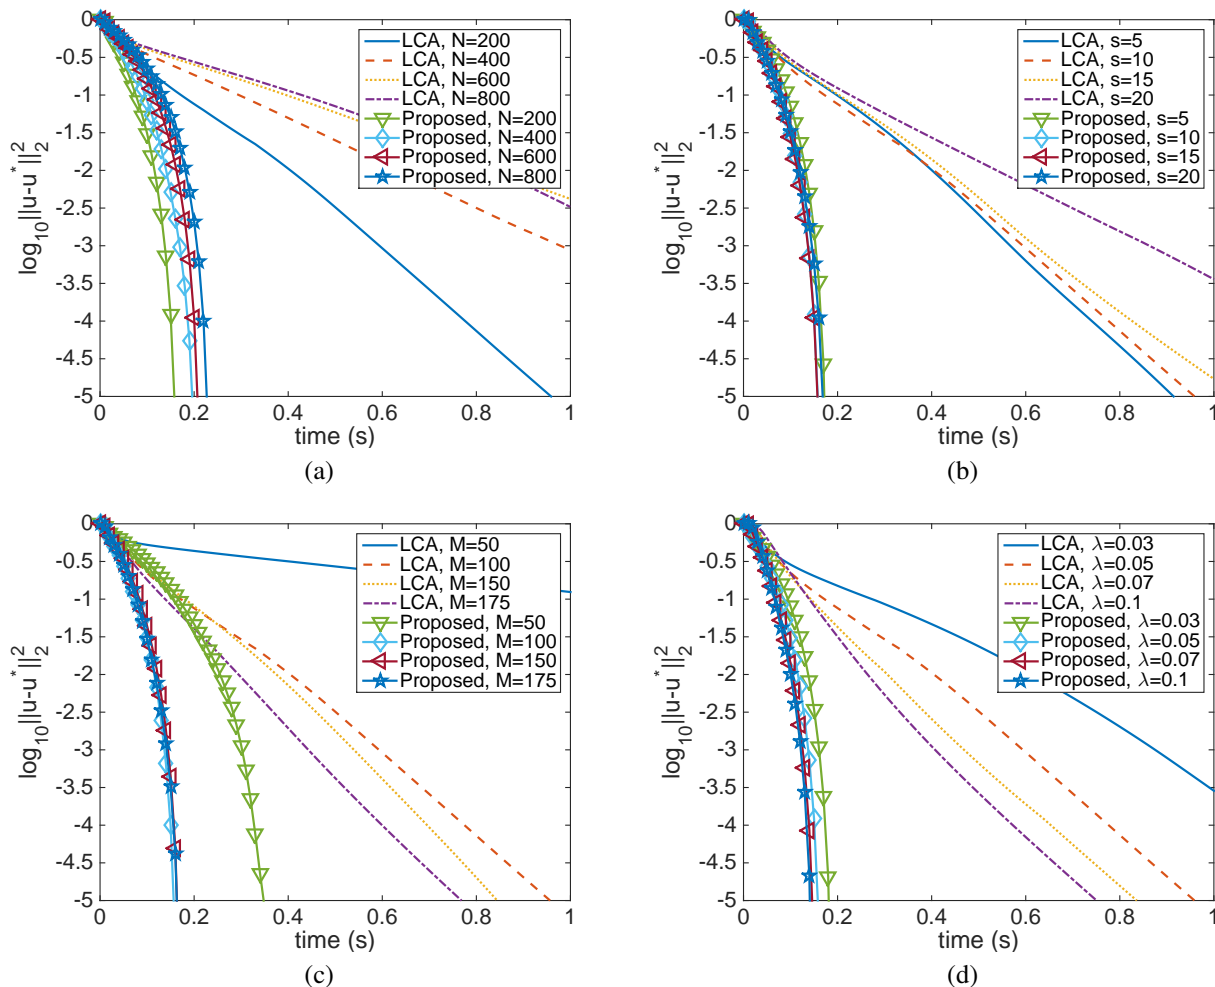 0
-0.5
-1
-1.5
-2
-2.5
-3
-3.5
-4
-4.5
-5
log10||u-u*||22
0 0.2 0.4 0.6 0.8 1
time (s)
LCA, N=200
LCA, N=400
LCA, N=600
LCA, N=800
Proposed, N=200
Proposed, N=400
Proposed, N=600
Proposed, N=800
(a)
0
-0.5
-1
-1.5
-2
-2.5
-3
-3.5
-4
-4.5
-5
log10||u-u*||22
0 0.2 0.4 0.6 0.8 1
time (s)
LCA, s=5
LCA, s=10
LCA, s=15
LCA, s=20
Proposed, s=5
Proposed, s=10
Proposed, s=15
Proposed, s=20
(b)
0
-0.5
-1
-1.5
-2
-2.5
-3
-3.5
-4
-4.5
-5
log10||u-u*||22
0 0.2 0.4 0.6 0.8 1
time (s)
LCA, M=50
LCA, M=100
LCA, M=150
LCA, M=175
Proposed, M=50
Proposed, M=100
Proposed, M=150
Proposed, M=175
(c)
0
-0.5
-1
-1.5
-2
-2.5
-3
-3.5
-4
-4.5
-5
log10||u-u*||22
0 0.2 0.4 0.6 0.8 1
time (s)
LCA, λ=0.03
LCA, λ=0.05
LCA, λ=0.07
LCA, λ=0.1
Proposed, λ=0.03
Proposed, λ=0.05
Proposed, λ=0.07
Proposed, λ=0.1
(d)